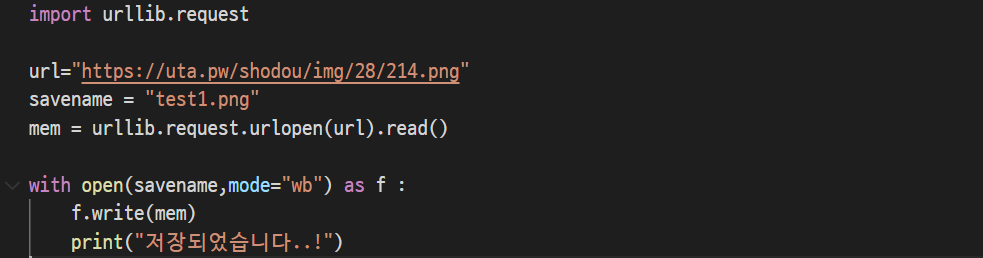 import urllib.request
url="https://uta.pw/shodou/img/28/214.png"
savename = "test1.png"
mem = urllib.request.urlopen(url).read()
with open(savename,mode="wb") as f :
    f.write(mem)
    print("저장되었습니다..!")